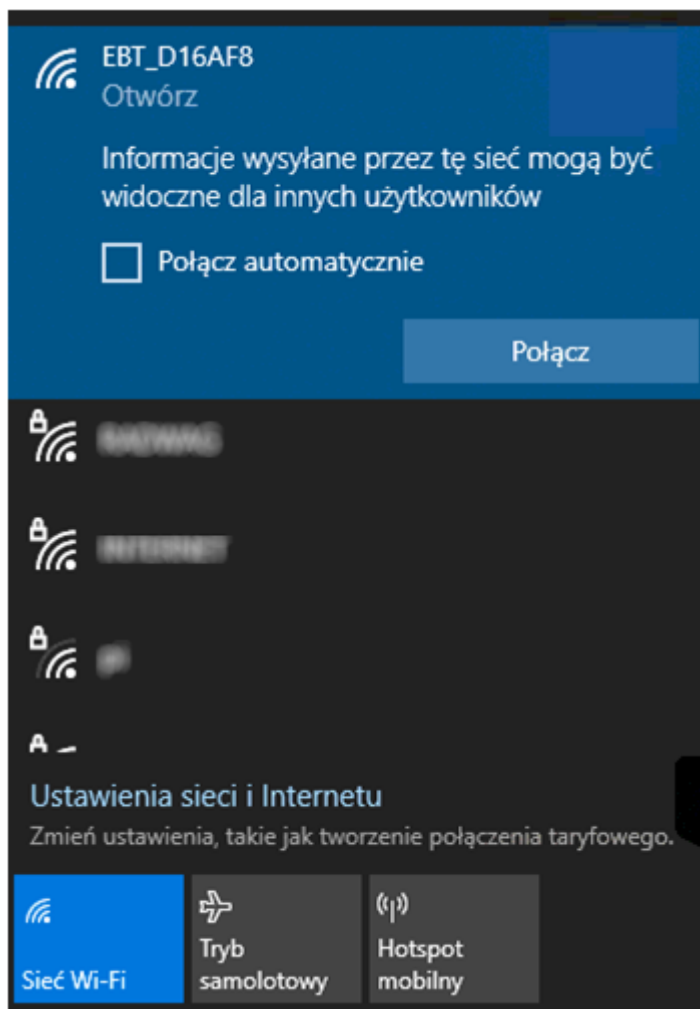 EBT_D16AF8
Otwórz
Informacje wysyłane przez tę sieć mogą być
widoczne dla innych użytkowników
Połącz automatycznie
Połącz
Ustawienia sieci i Internetu
Zmień ustawienia, takie jak tworzenie połączenia taryfowego.
Sieć Wi-Fi
Tryb
samolotowy
Hotspot
mobilny